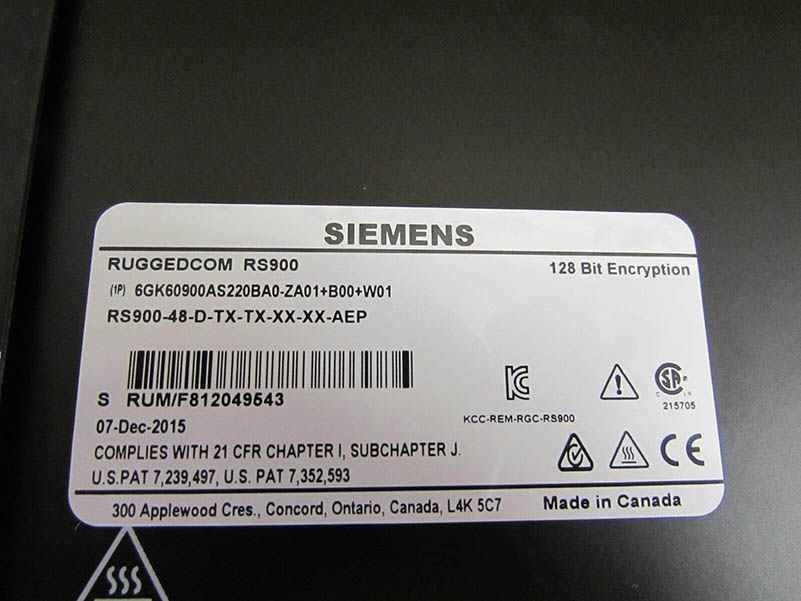 SIEMENS
RUGGEDCOM RS900
128 Bit Encryption
(1P) 6GK60900AS220BA0-ZA01+B00+W01
RS900-48-D-TX-TX-XX-XX-AEP
S RUM/F812049543
07-Dec-2015
KCC-REM-RGC-RS900
215705
COMPLIES WITH 21 CFR CHAPTER I, SUBCHAPTER J.
U.S.PAT 7,239,497, U.S. PAT 7,352,593
CE
300 Applewood Cres., Concord, Ontario, Canada, L4K 5C7
Made in Canada